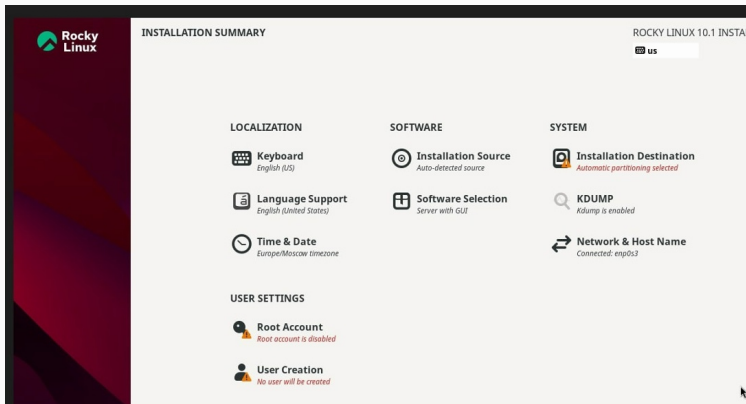 Rocky
Linux
INSTALLATION SUMMARY
ROCKY LINUX 10.1 INSTA
us
LOCALIZATION
Keyboard
English (US)
Language Support
English (United States)
Time & Date
Europe/Moscow timezone
SOFTWARE
Installation Source
Auto-detected source
Software Selection
Server with GUI
SYSTEM
Installation Destination
Automatic partitioning selected
KDUMP
Kdump is enabled
Network & Host Name
Connected: enp0s3
USER SETTINGS
Root Account
Root account is disabled
User Creation
No user will be created